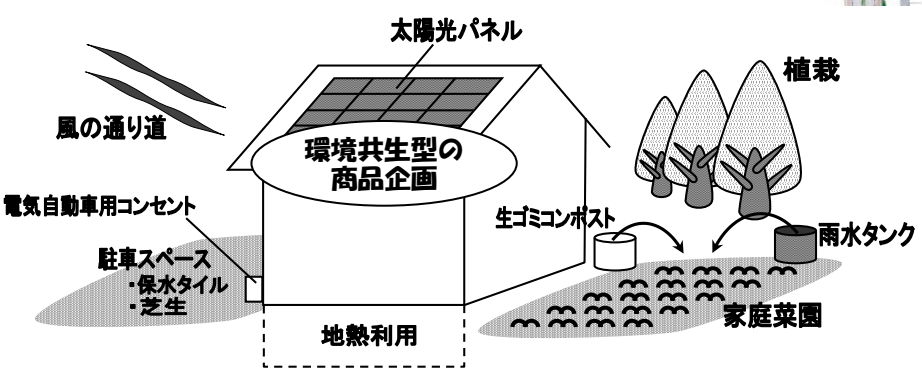 太陽光パネル
植栽
風の通り道
環境共生型の
商品企画
電気自動車用コンセント
生ゴミコンポスト
雨水タンク
駐車スペース
・保水タイル
・芝生
家庭菜園
地熱利用